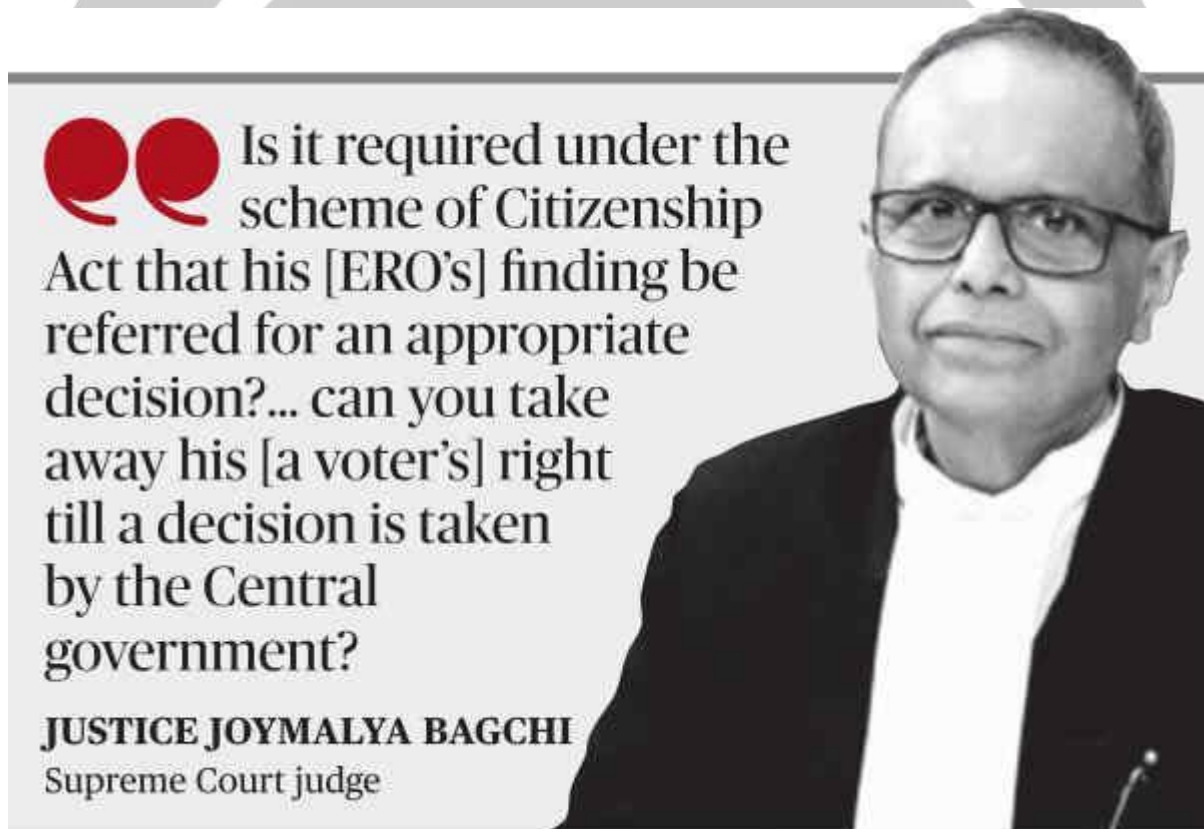 Is it required under the
scheme of Citizenship
Act that his [ERO’s] finding be
referred for an appropriate
decision?... can you take
away his [a voter’s] right
till a decision is taken
by the Central
government?
JUSTICE JOYMALYA BAGCHI
Supreme Court judge